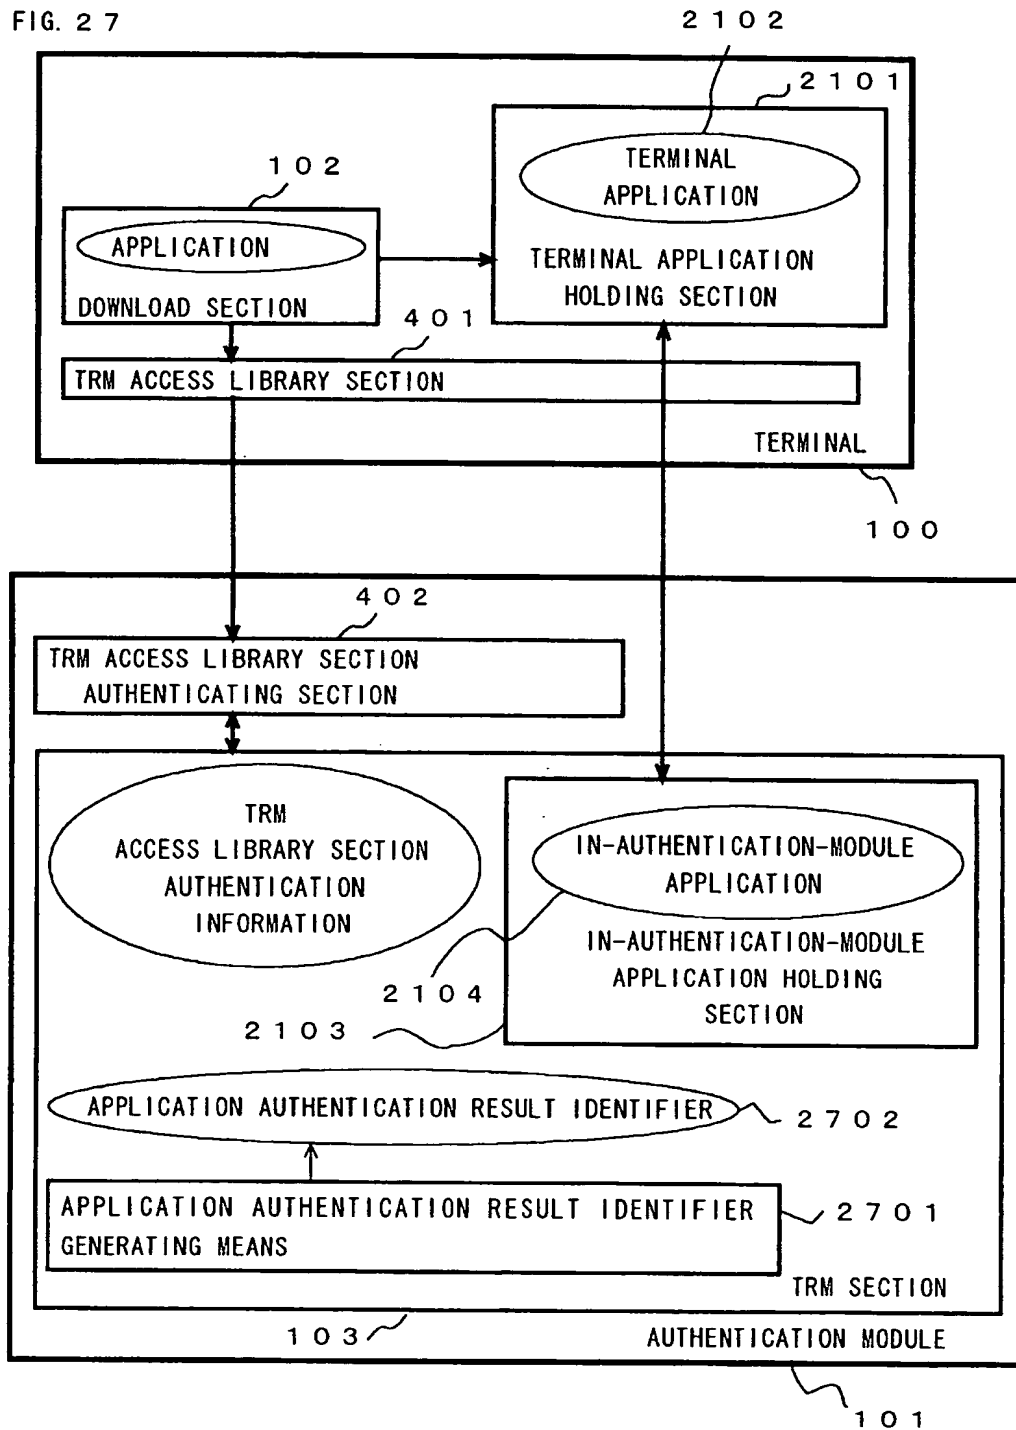 FIG. 27
2102
2101
TERMINAL
APPLICATION
102
APPLICATION
TERMINAL APPLICATION
HOLDING SECTION
DOWNLOAD SECTION
401
TRM ACCESS LIBRARY SECTION
TERMINAL
100
402
TRM ACCESS LIBRARY SECTION
AUTHENTICATING SECTION
TRM
ACCESS LIBRARY SECTION
AUTHENTICATION
INFORMATION
IN-AUTHENTICATION-MODULE
APPLICATION
IN-AUTHENTICATION-MODULE
APPLICATION HOLDING
SECTION
2104
2103
APPLICATION AUTHENTICATION RESULT IDENTIFIER
2702
APPLICATION AUTHENTICATION RESULT IDENTIFIER
GENERATING MEANS
2701
TRM SECTION
103
AUTHENTICATION MODULE
101